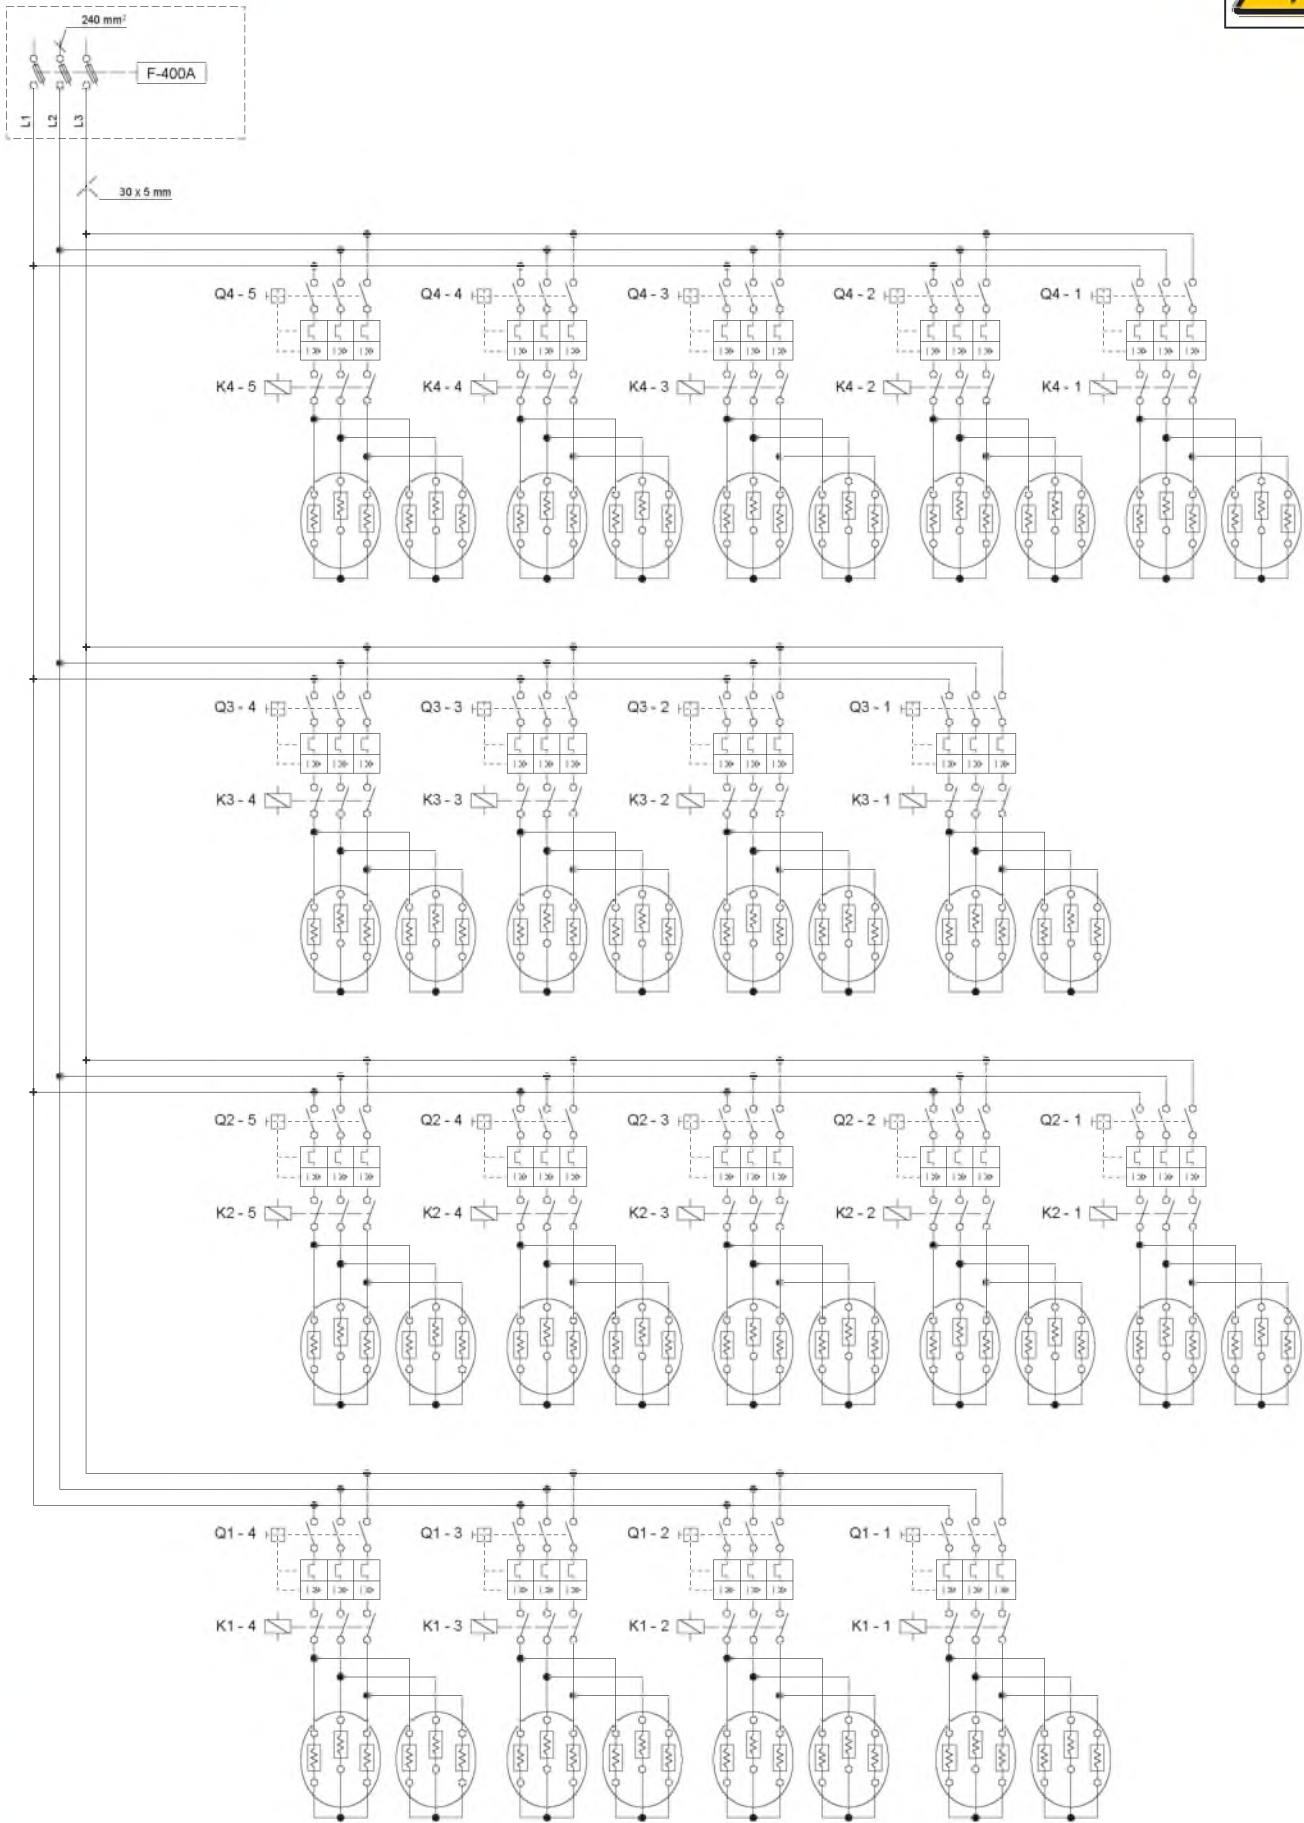 240 mm²
F-400A
L1 L2 L3
30 x 5 mm
Q4 - 5 Q4 - 4 Q4 - 3 Q4 - 2 Q4 - 1
K4 - 5 K4 - 4 K4 - 3 K4 - 2 K4 - 1
Q3 - 4 Q3 - 3 Q3 - 2 Q3 - 1
K3 - 4 K3 - 3 K3 - 2 K3 - 1
Q2 - 5 Q2 - 4 Q2 - 3 Q2 - 2 Q2 - 1
K2 - 5 K2 - 4 K2 - 3 K2 - 2 K2 - 1
Q1 - 4 Q1 - 3 Q1 - 2 Q1 - 1
K1 - 4 K1 - 3 K1 - 2 K1 - 1